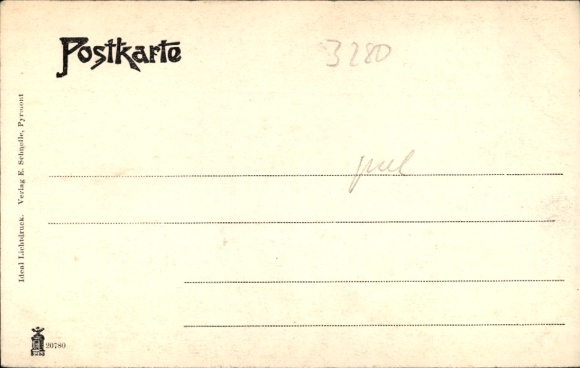 Postkarte
3280
Ideal Lichtdruck. Verlag E. Schnelle, Pyrmont
20780